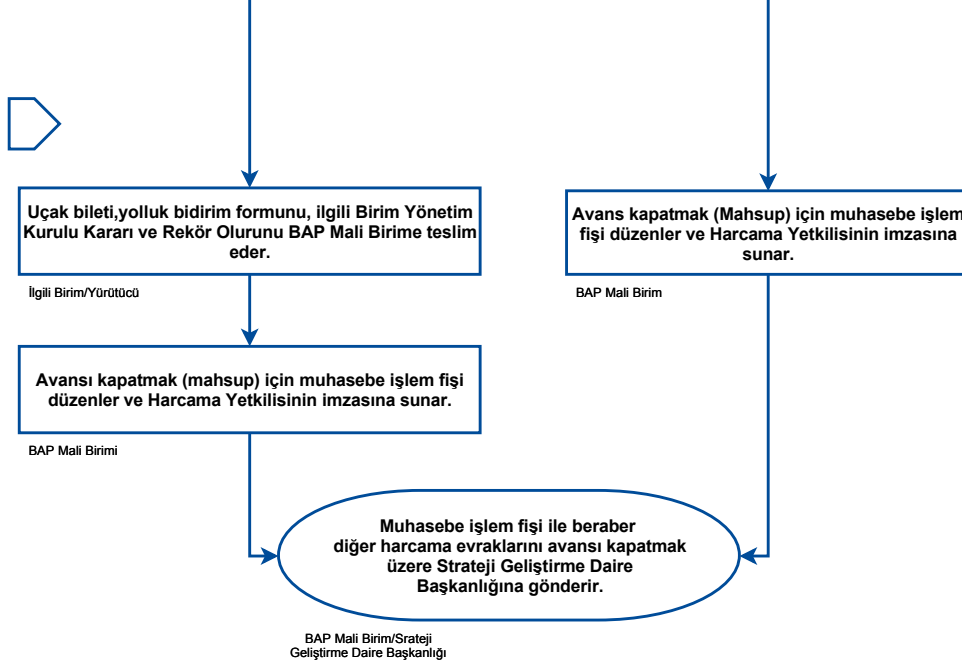 Uçak bileti,yolluk bidirim formunu, ilgili Birim Yönetim
Kurulu Kararı ve Rekör Olurunu BAP Mali Birime teslim
eder.
İlgili Birim/Yürütücü
Avans kapatmak (Mahsup) için muhasebe işlem
fişi düzenler ve Harcama Yetkilisinin imzasına
sunar.
BAP Mali Birim
Avansı kapatmak (mahsup) için muhasebe işlem fişi
düzenler ve Harcama Yetkilisinin imzasına sunar.
BAP Mali Birimi
Muhasebe işlem fişi ile beraber
diğer harcama evraklarını avansı kapatmak
üzere Strateji Geliştirme Daire
Başkanlığına gönderir.
BAP Mali Birim/Srateji
Geliştirme Daire Başkanlığı